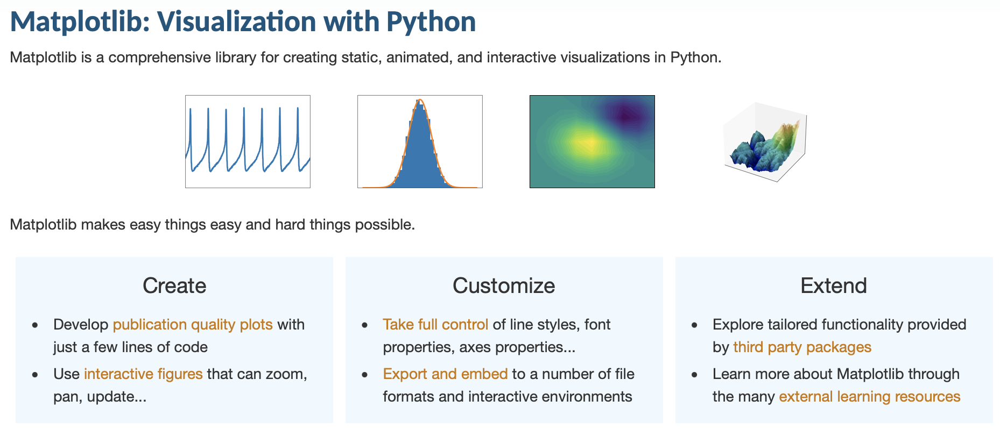 Matplotlib: Visualization with Python
Matplotlib is a comprehensive library for creating static, animated, and interactive visualizations in Python.
Matplotlib makes easy things easy and hard things possible.
Create
• Develop publication quality plots with
just a few lines of code
• Use interactive figures that can zoom,
pan, update...
Customize
• Take full control of line styles, font
properties, axes properties...
• Export and embed to a number of file
formats and interactive environments
Extend
• Explore tailored functionality provided
by third party packages
• Learn more about Matplotlib through
the many external learning resources